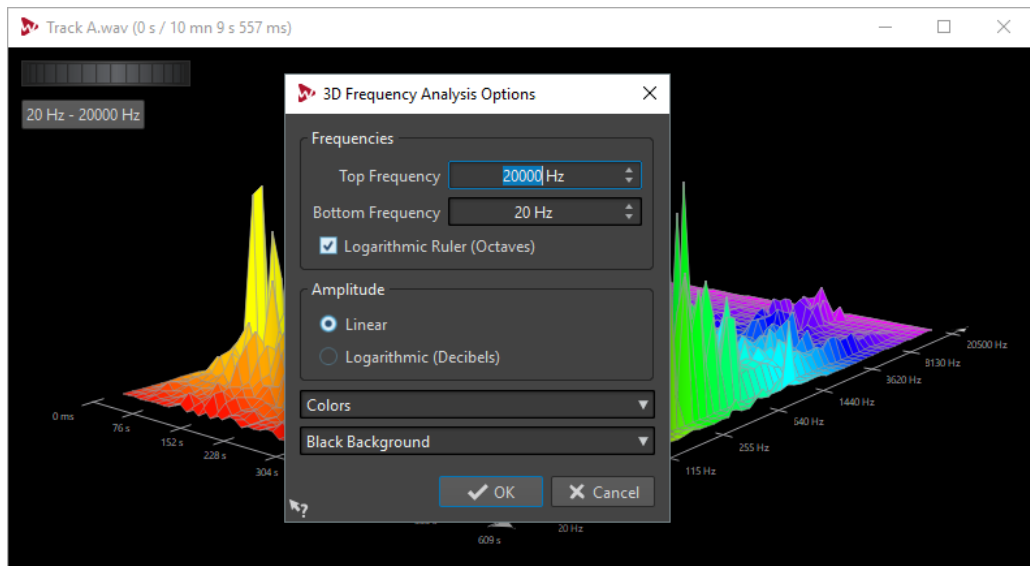 Track A.wav (0 s / 10 mn 9 s 557 ms)
20 Hz - 20000 Hz
3D Frequency Analysis Options
Frequencies
Top Frequency 20000 Hz
Bottom Frequency 20 Hz
Logarithmic Ruler (Octaves)
Amplitude
Linear
Logarithmic (Decibels)
Colors
Black Background
OK Cancel
0 ms
76 s
152 s
228 s
304 s
609 s
20 Hz
115 Hz
255 Hz
540 Hz
1440 Hz
3620 Hz
8130 Hz
20500 Hz